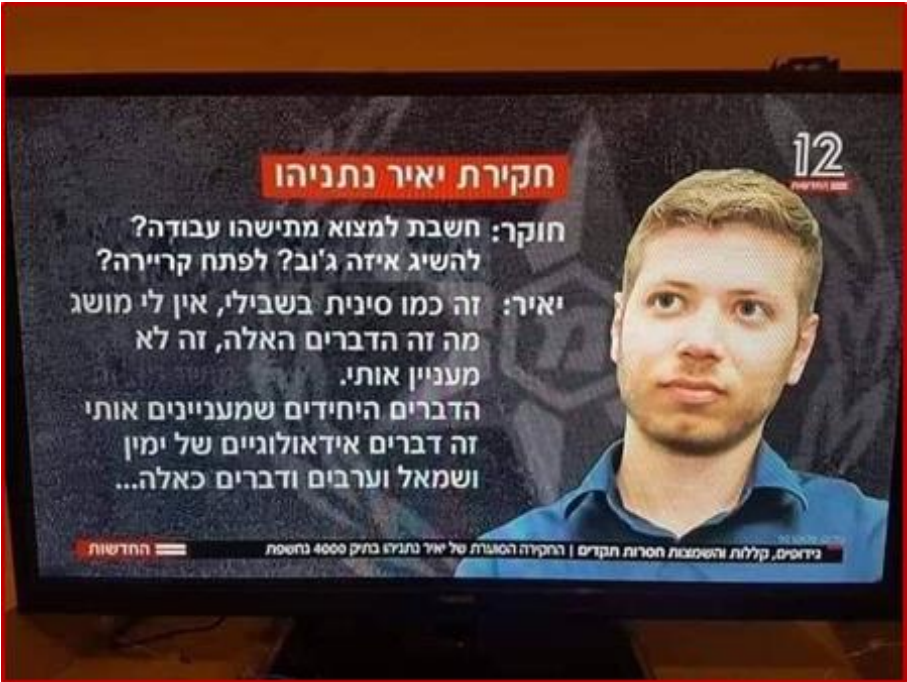 12
החדשות
חקירת יאיר נתניהו
חוקר: חשבת למצוא מתישהו עבודה?
להשיג איזה ג'וב? לפתח קריירה?
יאיר: זה כמו סינית בשבילי, אין לי מושג
מה זה הדברים האלה, זה לא
מעניין אותי.
הדברים היחידים שמעניינים אותי
זה דברים אידאולוגיים של ימין
ושמאל וערבים ודברים כאלה...
גידופים, קללות והשמצות חסרות תקדים | החקירה הסוערת של יאיר נתניהו בתיק 4000 נחשפת
החדשות